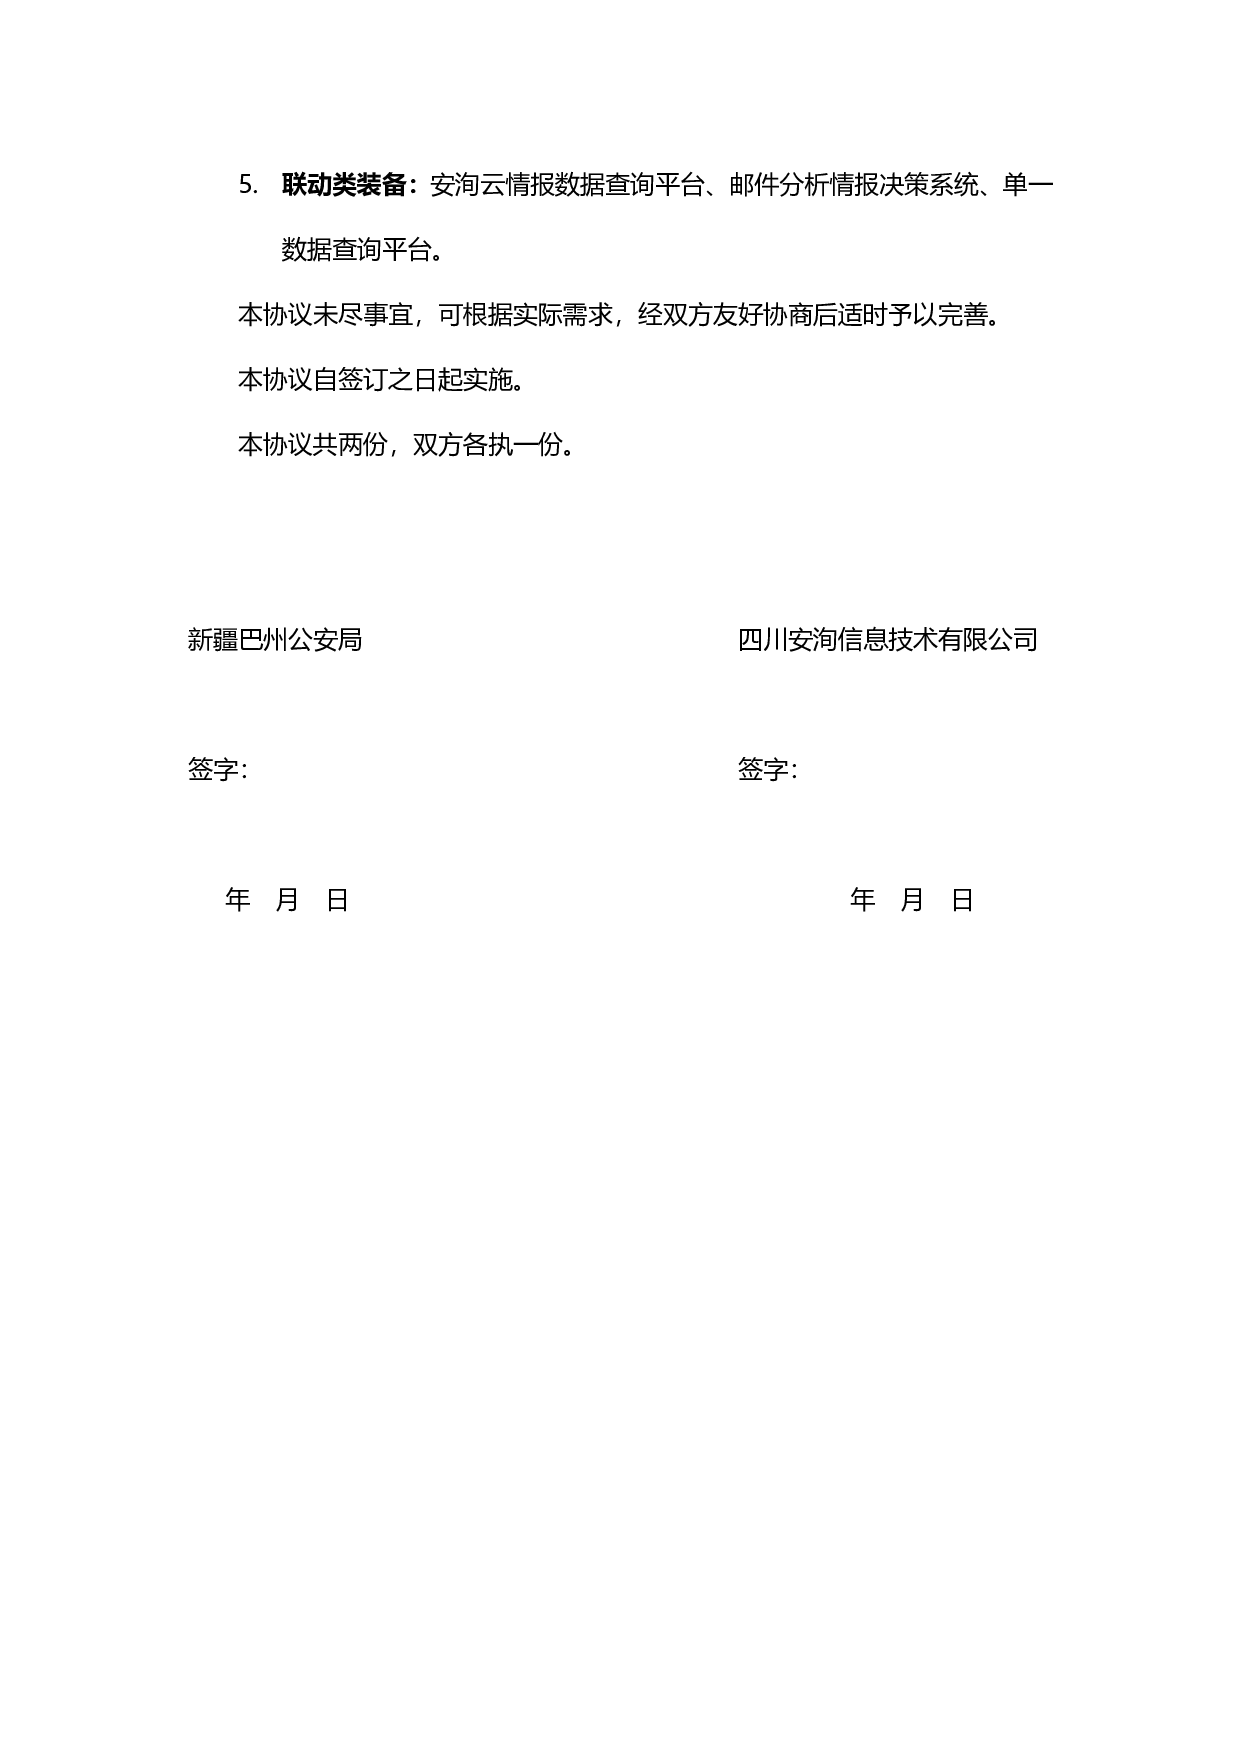 5. 联动类装备：安洵云情报数据查询平台、邮件分析情报决策系统、单一
数据查询平台。
本协议未尽事宜，可根据实际需求，经双方友好协商后适时予以完善。
本协议自签订之日起实施。
本协议共两份，双方各执一份。
新疆巴州公安局 四川安洵信息技术有限公司
签字： 签字：
年 月 日 年 月 日